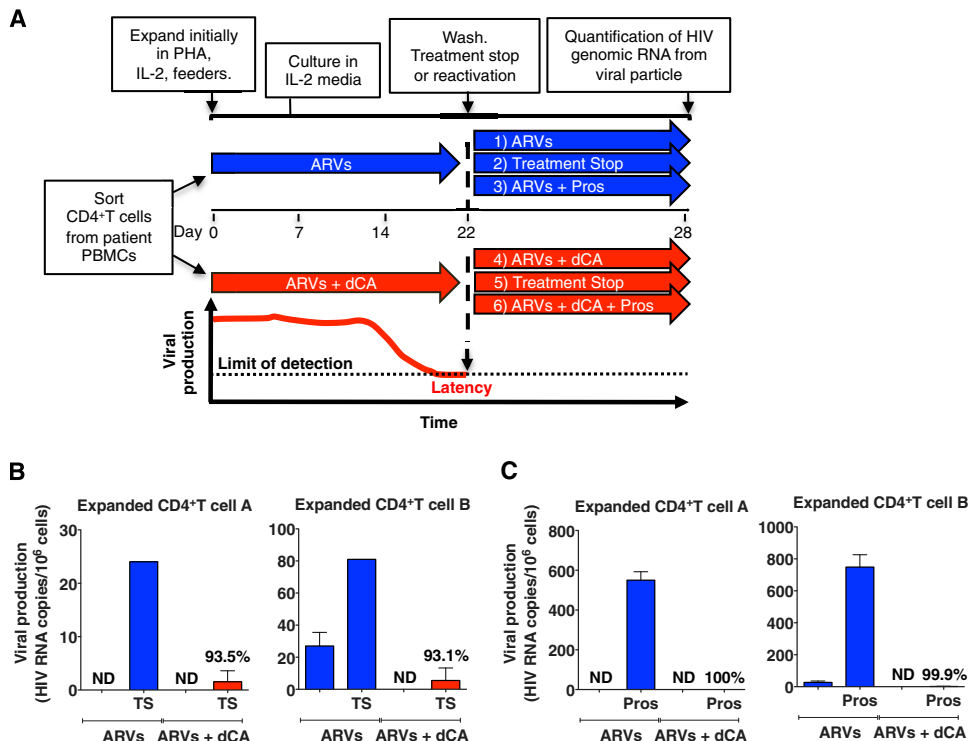 A
Expand initially
in PHA,
IL-2, feeders.
Culture in
IL-2 media
Wash.
Treatment stop
or reactivation
Quantification of HIV
genomic RNA from
viral particle
Sort
CD4+T cells
from patient
PBMCs
ARVs
1) ARVs
2) Treatment Stop
3) ARVs + Pros
Day 0 7 14 22 28
ARVs + dCA
4) ARVs + dCA
5) Treatment Stop
6) ARVs + dCA + Pros
Viral
production
Limit of detection
Latency
Time
B
Expanded CD4+T cell A
Viral production
(HIV RNA copies/10⁶ cells)
30
20
10
0
ND
ND
93.5%
TS
TS
ARVs
ARVs + dCA
Expanded CD4+T cell B
100
80
60
40
20
0
ND
93.1%
TS
TS
ARVs
ARVs + dCA
C
Expanded CD4+T cell A
Viral production
(HIV RNA copies/10⁶ cells)
800
600
400
200
0
ND
ND
100%
Pros
Pros
ARVs
ARVs + dCA
Expanded CD4+T cell B
1000
800
600
400
200
0
ND
99.9%
Pros
Pros
ARVs
ARVs + dCA